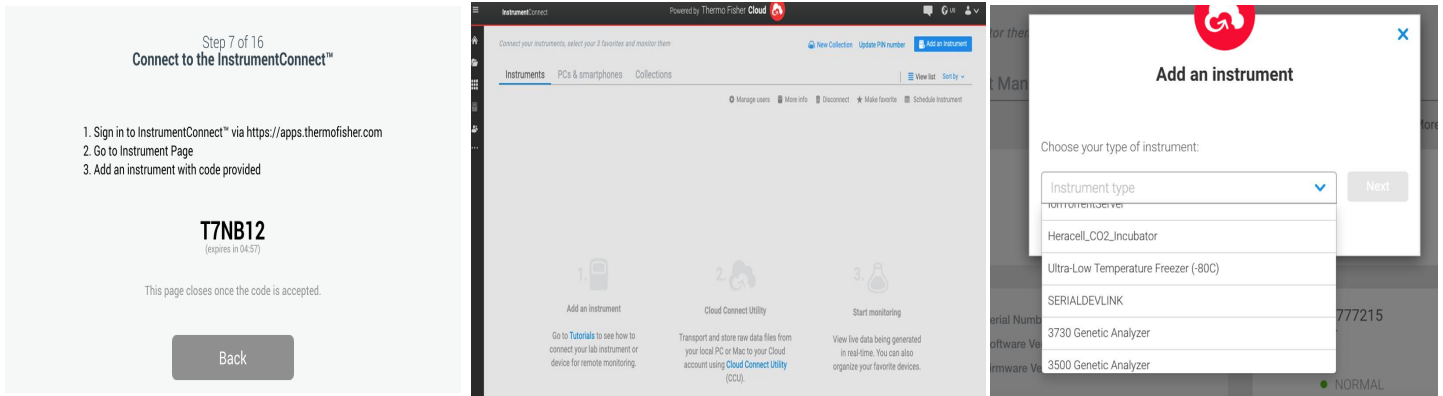 Step 7 of 16
Connect to the InstrumentConnect™
1. Sign in to InstrumentConnect™ via https://apps.thermofisher.com
2. Go to Instrument Page
3. Add an instrument with code provided
T7NB12
(expires in 04:57)
This page closes once the code is accepted.
Back
InstrumentConnect
Powered by Thermo Fisher Cloud
US
Connect your instruments, select your 3 favorites and monitor them
New Collection Update PIN number Add an Instrument
Instruments PCs & smartphones Collections
View list Sort by
Manage users More info Disconnect Make favorite Schedule Instrument
1.
Add an instrument
Go to Tutorials to see how to
connect your lab instrument or
device for remote monitoring.
2.
Cloud Connect Utility
Transport and store raw data files from
your local PC or Mac to your Cloud
account using Cloud Connect Utility
(CCU).
3.
Start monitoring
View live data being generated
in real-time. You can also
organize your favorite devices.
Add an instrument
Choose your type of instrument:
Instrument type
Next
IonTorrentServer
Heracell_CO2_Incubator
Ultra-Low Temperature Freezer (-80C)
SERIALDEVLINK
3730 Genetic Analyzer
3500 Genetic Analyzer
777215
NORMAL